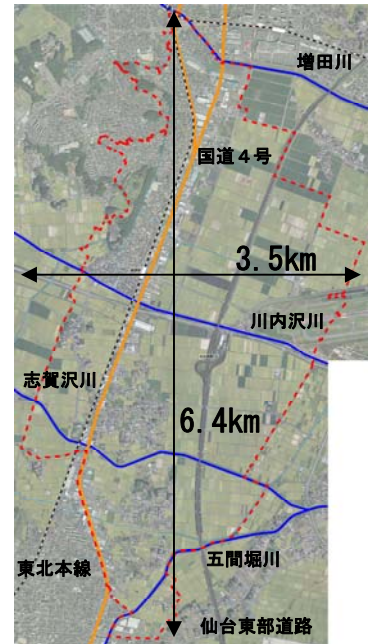 増田川
国道4号
3.5km
川内沢川
志賀沢川
6.4km
五間堀川
東北本線
仙台東部道路